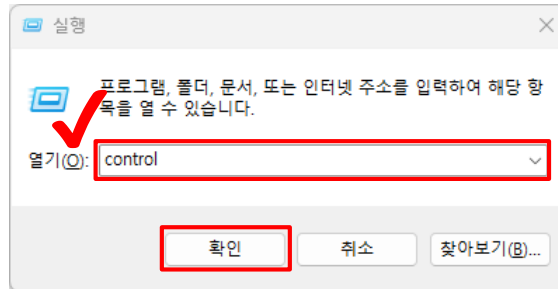 실행
프로그램, 폴더, 문서, 또는 인터넷 주소를 입력하여 해당 항
목을 열 수 있습니다.
열기(O): control
확인 취소 찾아보기(B)...